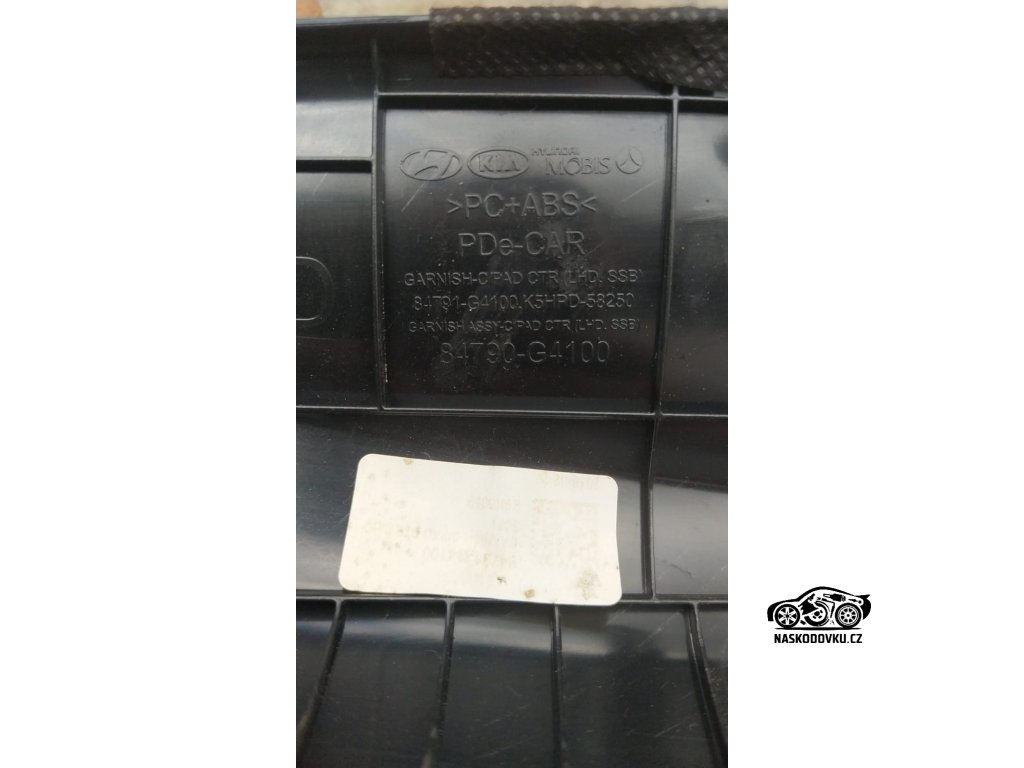 KIA HYUNDAI MOBIS
>PC+ABS<
PDe-CAR
GARNISH-C/PAD CTR (LHD. SSB)
84791-G4100.K5HPD-58250
GARNISH ASSY-C/PAD CTR (LHD. SSB)
84790-G4100
NASKODOVKU.CZ